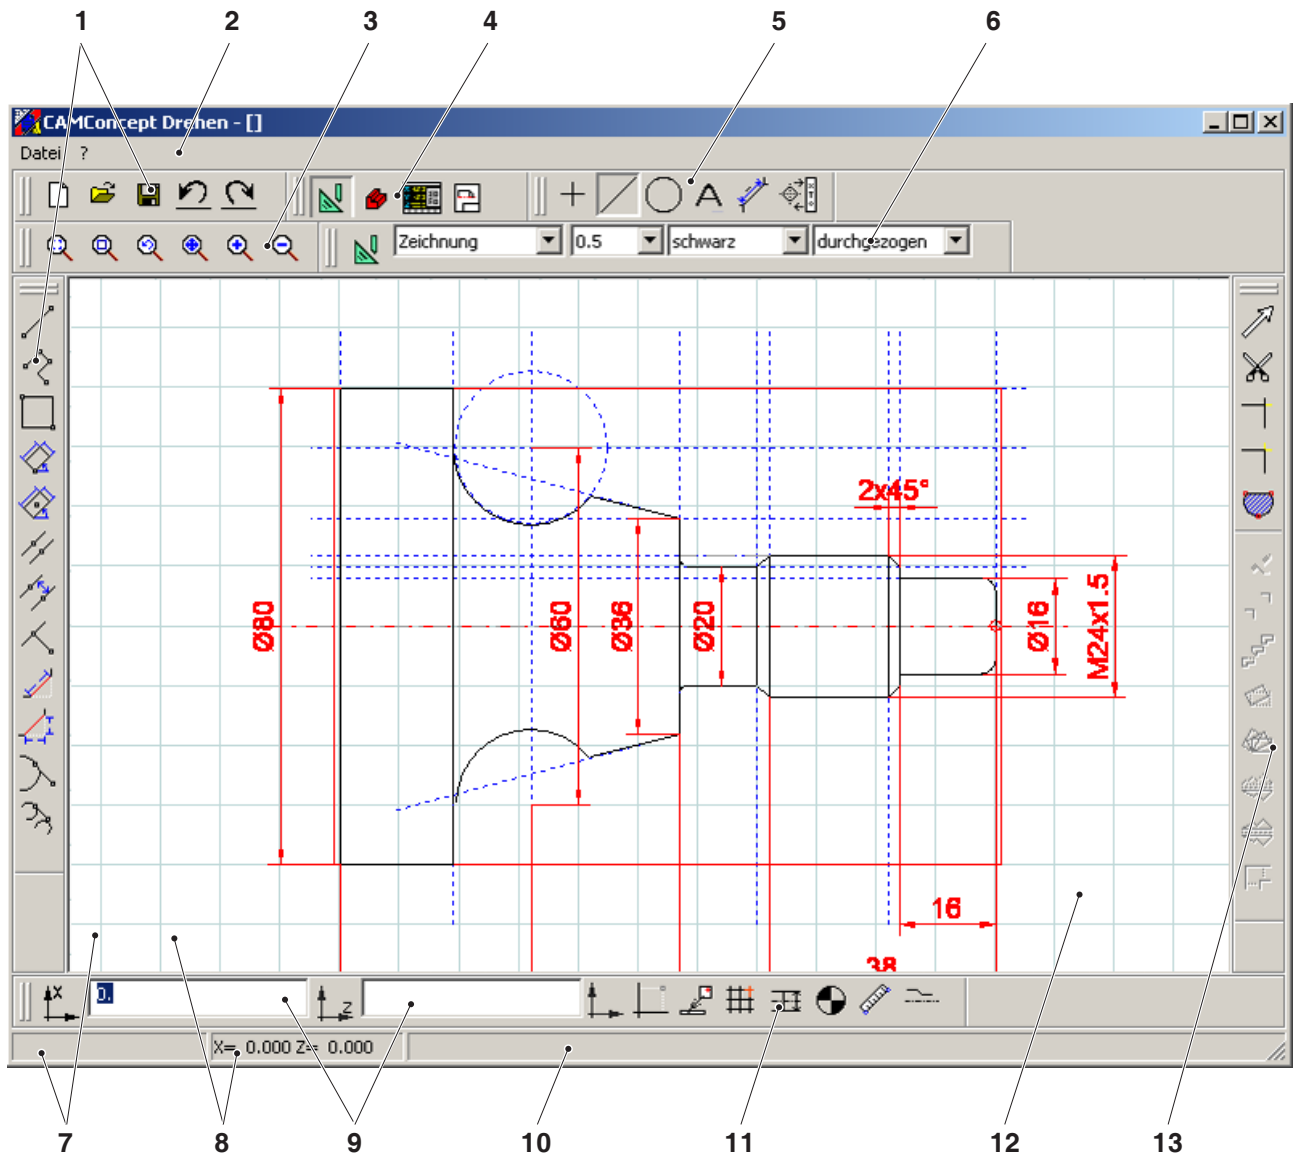 1 2 3 4 5 6
CAMConcept Drehen - []
Datei ?
Zeichnung 0.5 schwarz durchgezogen
2x45°
Ø80 Ø60 Ø36 Ø20 Ø16 M24x1.5
16
38
X 0. Z
X= 0.000 Z= 0.000
7 8 9 10 11 12 13